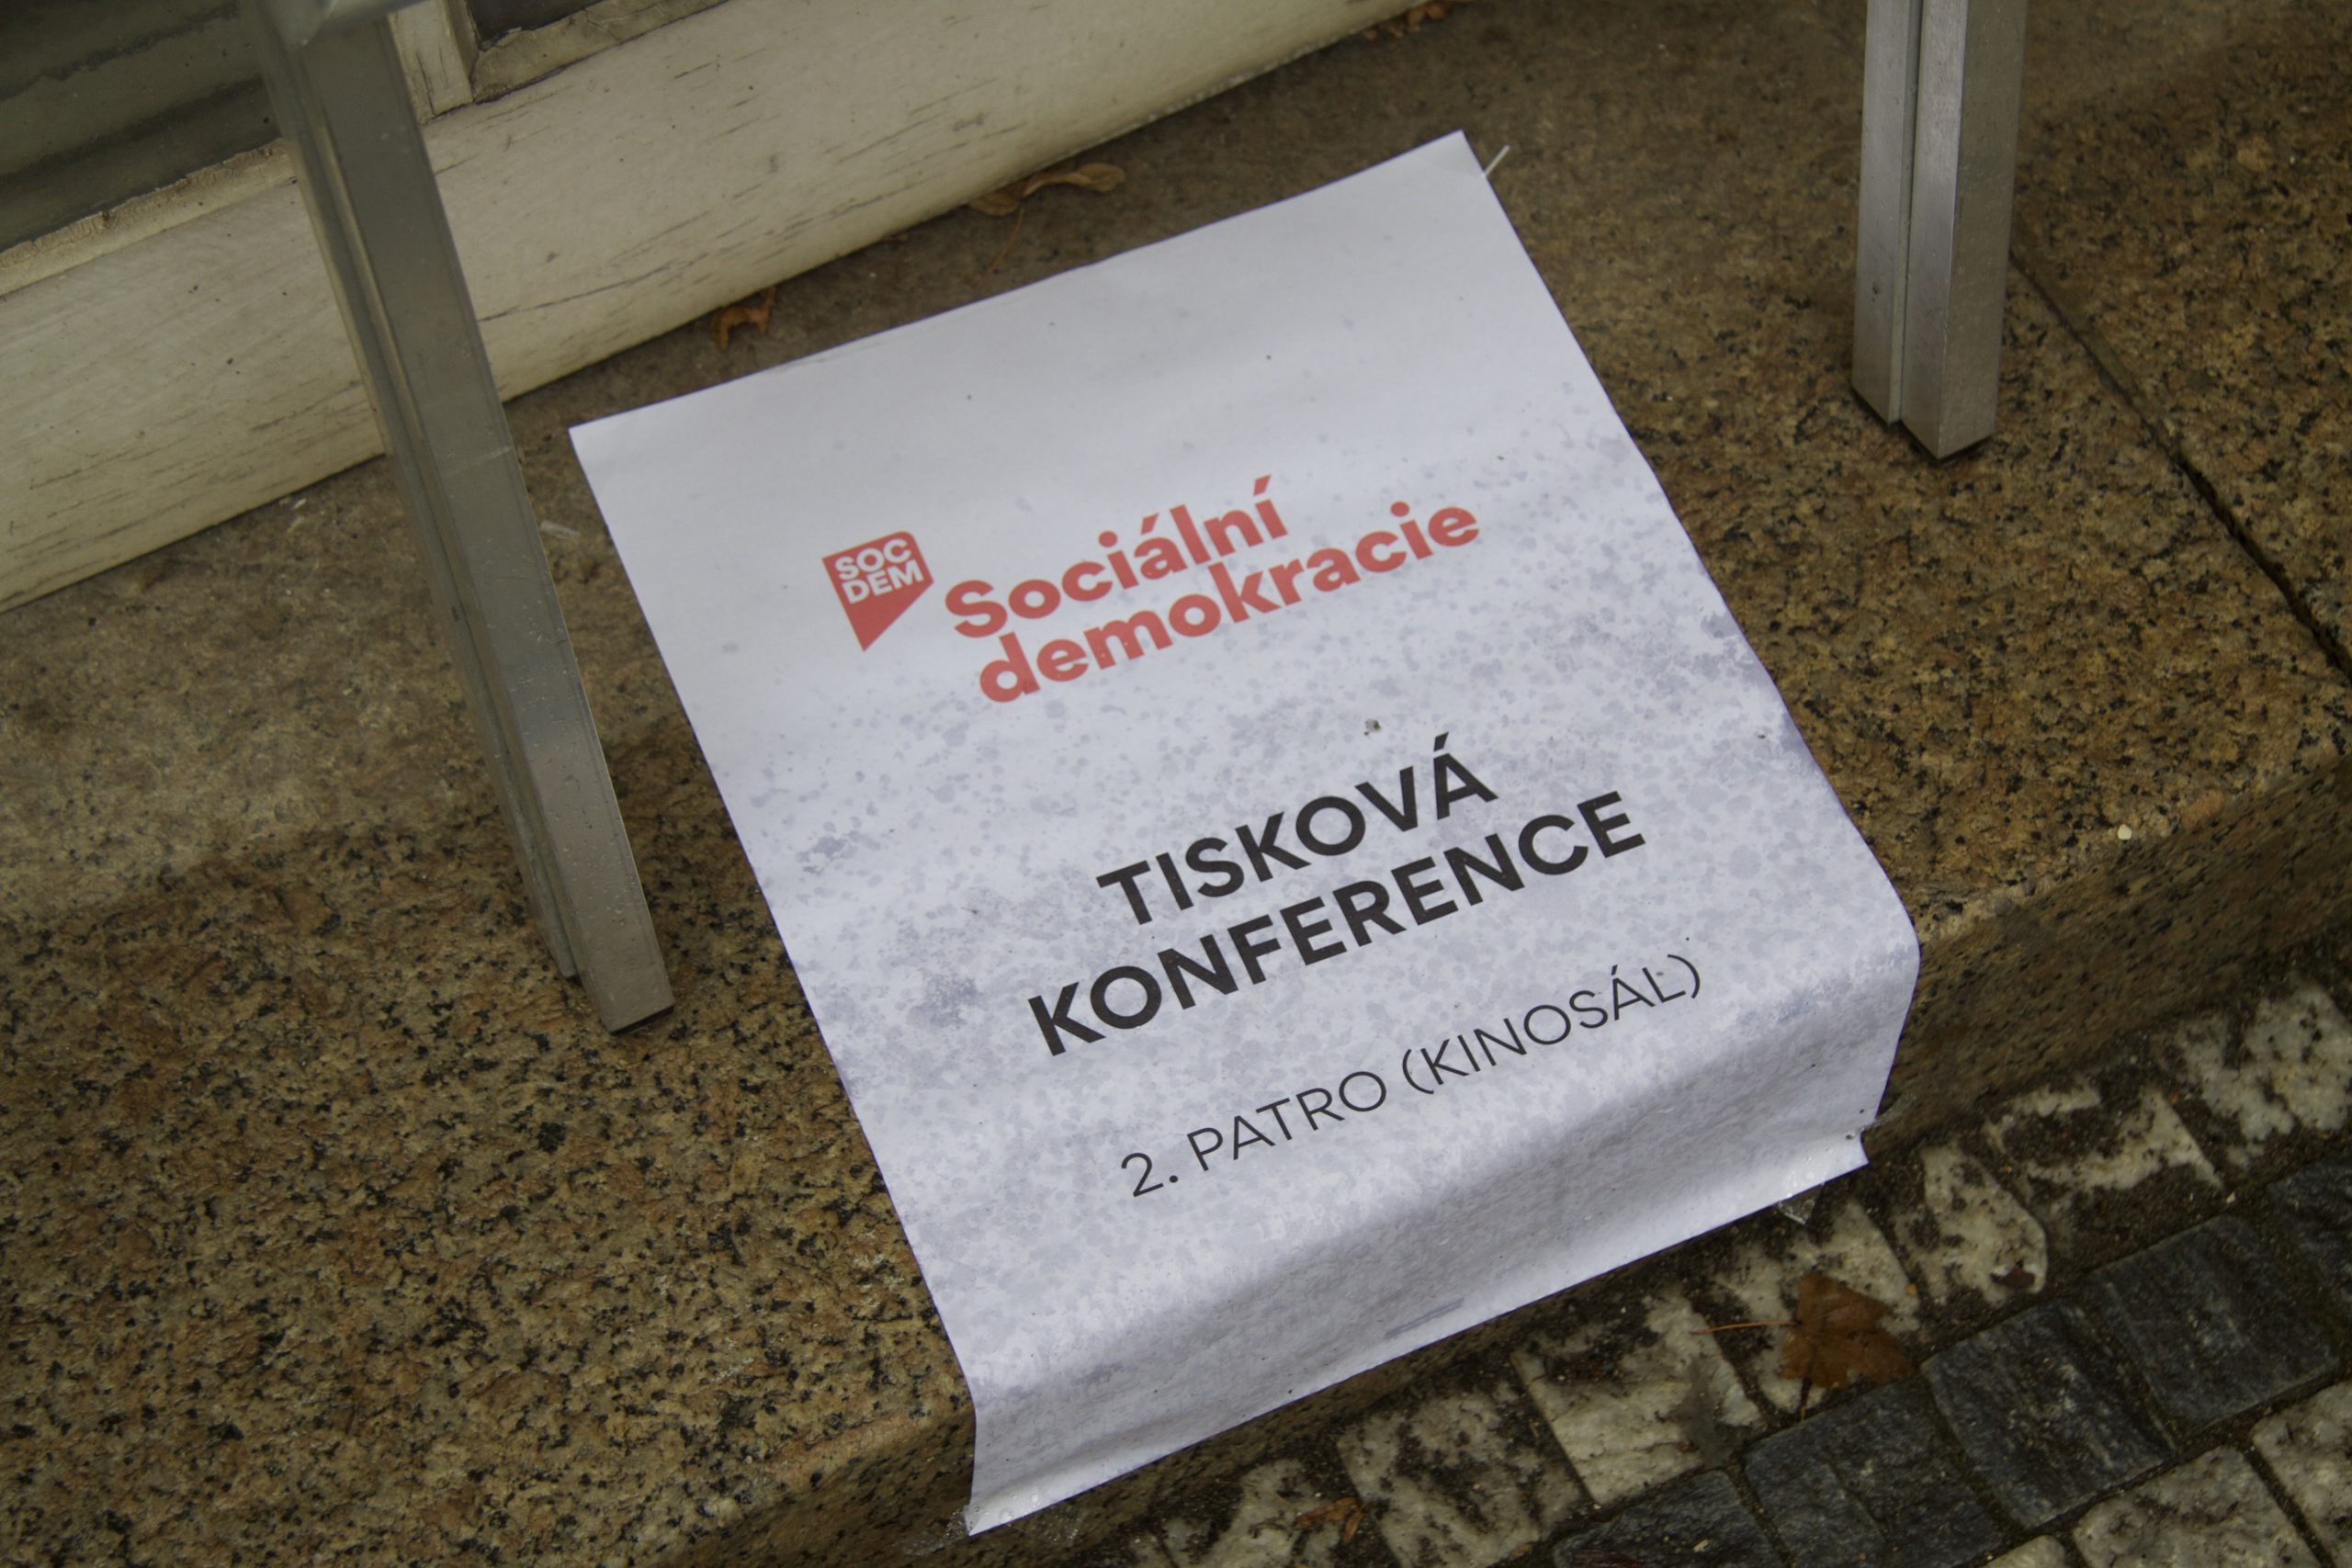 SOC
DEM
Sociální
demokracie
TISKOVÁ
KONFERENCE
2. PATRO (KINOSÁL)